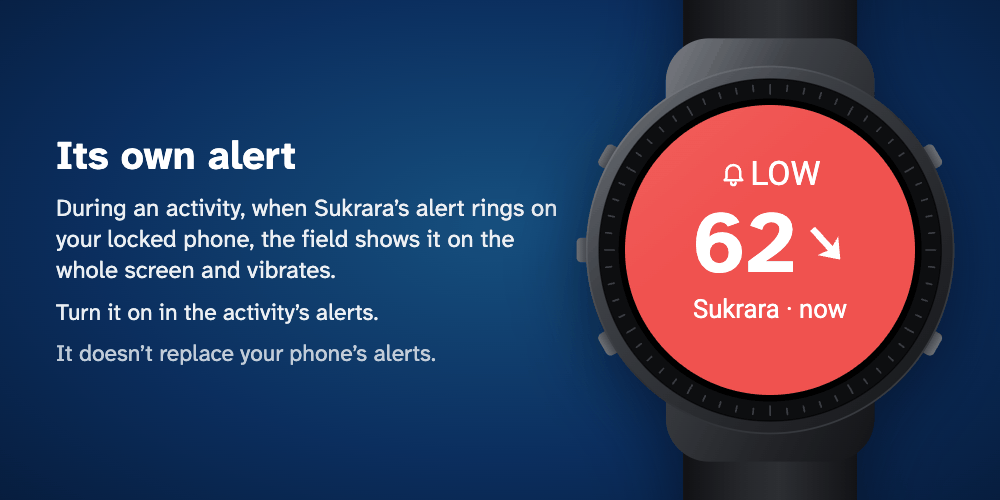 Its own alert
During an activity, when Sukrara’s alert rings on
your locked phone, the field shows it on the
whole screen and vibrates.
Turn it on in the activity’s alerts.
It doesn’t replace your phone’s alerts.
LOW
62
Sukrara · now